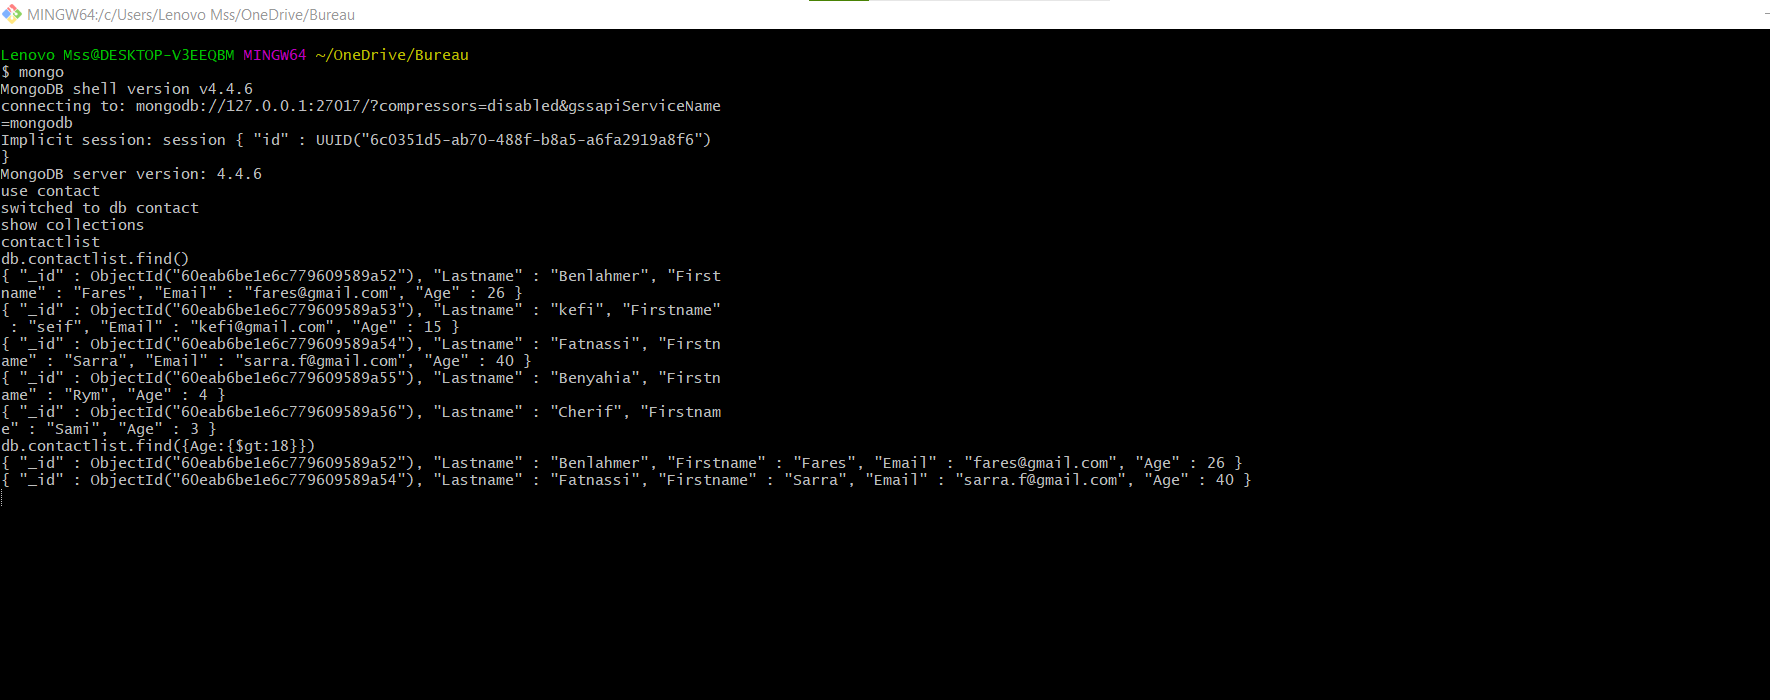 MINGW64:/c/Users/Lenovo Mss/OneDrive/Bureau
Lenovo Mss@DESKTOP-V3EEQBM MINGW64 ~/OneDrive/Bureau
$ mongo
MongoDB shell version v4.4.6
connecting to: mongodb://127.0.0.1:27017/?compressors=disabled&gssapiServiceName
=mongodb
Implicit session: session { "id" : UUID("6c0351d5-ab70-488f-b8a5-a6fa2919a8f6")
}
MongoDB server version: 4.4.6
use contact
switched to db contact
show collections
contactlist
db.contactlist.find()
{ "_id" : ObjectId("60eab6be1e6c779609589a52"), "Lastname" : "Benlahmer", "First
name" : "Fares", "Email" : "fares@gmail.com", "Age" : 26 }
{ "_id" : ObjectId("60eab6be1e6c779609589a53"), "Lastname" : "kefi", "Firstname"
 : "seif", "Email" : "kefi@gmail.com", "Age" : 15 }
{ "_id" : ObjectId("60eab6be1e6c779609589a54"), "Lastname" : "Fatnassi", "Firstn
ame" : "Sarra", "Email" : "sarra.f@gmail.com", "Age" : 40 }
{ "_id" : ObjectId("60eab6be1e6c779609589a55"), "Lastname" : "Benyahia", "Firstn
ame" : "Rym", "Age" : 4 }
{ "_id" : ObjectId("60eab6be1e6c779609589a56"), "Lastname" : "Cherif", "Firstnam
e" : "Sami", "Age" : 3 }
db.contactlist.find({Age:{$gt:18}})
{ "_id" : ObjectId("60eab6be1e6c779609589a52"), "Lastname" : "Benlahmer", "Firstname" : "Fares", "Email" : "fares@gmail.com", "Age" : 26 }
{ "_id" : ObjectId("60eab6be1e6c779609589a54"), "Lastname" : "Fatnassi", "Firstname" : "Sarra", "Email" : "sarra.f@gmail.com", "Age" : 40 }